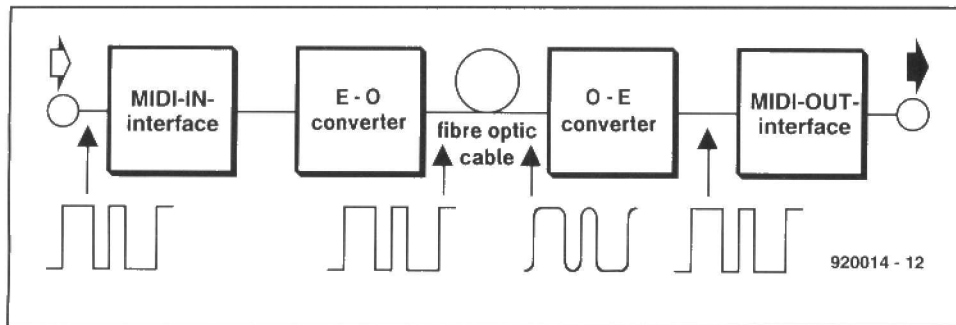 MIDI-IN-
interface
E - O
converter
fibre optic
cable
O - E
converter
MIDI-OUT-
interface
920014 - 12